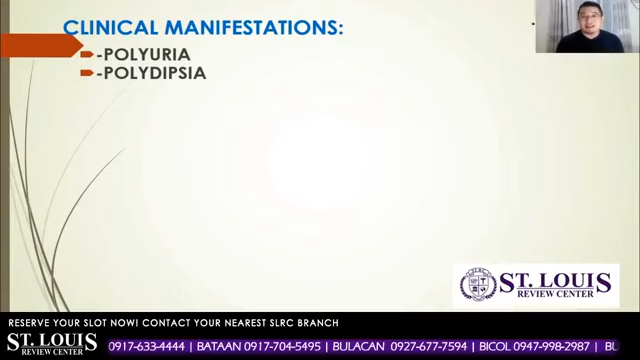 CLINICAL MANIFESTATIONS:
-POLYURIA
-POLYDIPSIA
ST. LOUIS
REVIEW CENTER
RESERVE YOUR SLOT NOW! CONTACT YOUR NEAREST SLRC BRANCH
ST. LOUIS
REVIEW CENTER
0917-633-4444 | BATAAN 0917-704-5495 | BULACAN 0927-677-7594 | BICOL 0947-998-2987 | BU